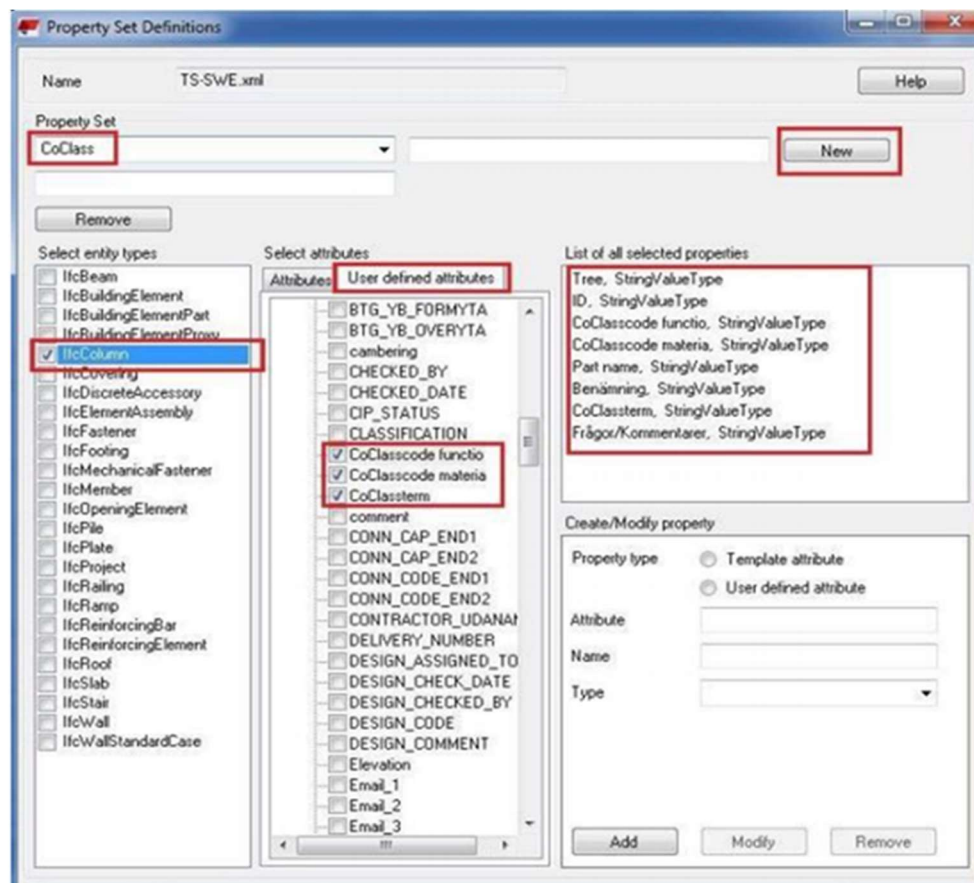 Property Set Definitions
Name
TS-SWE.xml
Help
Property Set
CoClass
New
Remove
Select entity types
IfcBeam
IfcBuildingElement
IfcBuildingElementPart
IfcBuildingElementProxy
IfcColumn
IfcCovering
IfcDiscreteAccessory
IfcElementAssembly
IfcFastener
IfcFooting
IfcMechanicalFastener
IfcMember
IfcOpeningElement
IfcPile
IfcPlate
IfcProject
IfcRailing
IfcRamp
IfcReinforcingBar
IfcReinforcingElement
IfcRoof
IfcSlab
IfcStair
IfcWall
IfcWallStandardCase
Select attributes
Attributes
User defined attributes
BTG_YB_FORMYTA
BTG_YB_OVERYTA
cambering
CHECKED_BY
CHECKED_DATE
CIP_STATUS
CLASSIFICATION
CoClasscode functio
CoClasscode materia
CoClassterm
comment
CONN_CAP_END1
CONN_CAP_END2
CONN_CODE_END1
CONN_CODE_END2
CONTRACTOR_UDANAM
DELIVERY_NUMBER
DESIGN_ASSIGNED_TO
DESIGN_CHECK_DATE
DESIGN_CHECKED_BY
DESIGN_CODE
DESIGN_COMMENT
Elevation
Email_1
Email_2
Email_3
List of all selected properties
Tree, StringValueType
ID, StringValueType
CoClasscode functio, StringValueType
CoClasscode materia, StringValueType
Part name, StringValueType
Benämning, StringValueType
CoClassterm, StringValueType
Frågor/Kommentarer, StringValueType
Create/Modify property
Property type
Template attribute
User defined attribute
Attribute
Name
Type
Add
Modify
Remove